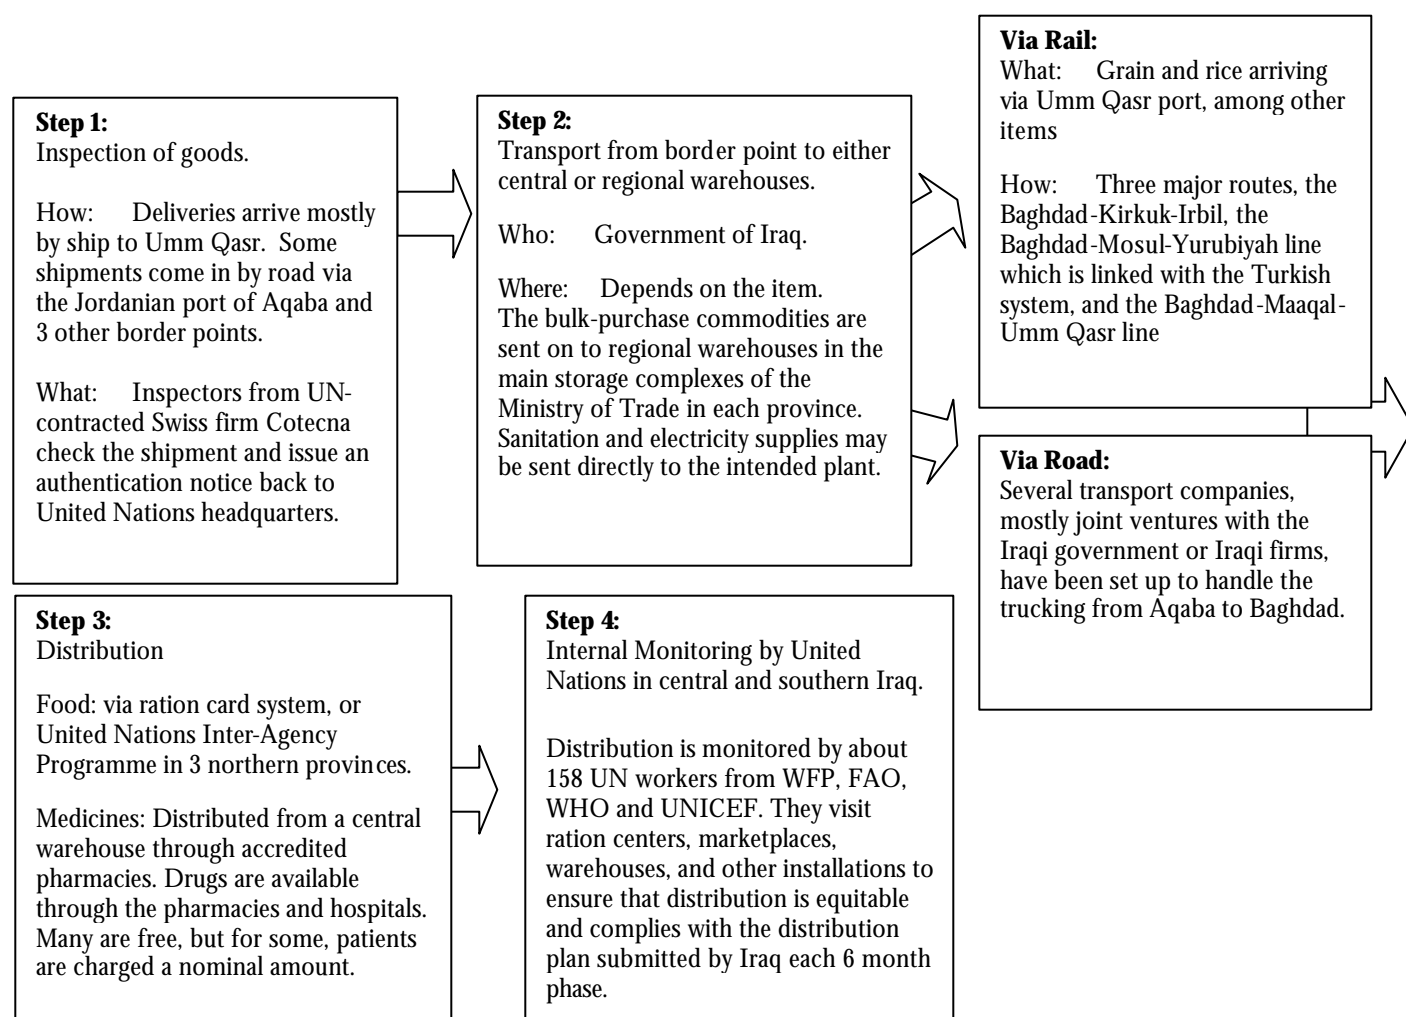 Step 1:
Inspection of goods.
How: Deliveries arrive mostly
by ship to Umm Qasr. Some
shipments come in by road via
the Jordanian port of Aqaba and
3 other border points.
What: Inspectors from UN-
contracted Swiss firm Cotecna
check the shipment and issue an
authentication notice back to
United Nations headquarters.
Step 2:
Transport from border point to either
central or regional warehouses.
Who: Government of Iraq.
Where: Depends on the item.
The bulk-purchase commodities are
sent on to regional warehouses in the
main storage complexes of the
Ministry of Trade in each province.
Sanitation and electricity supplies may
be sent directly to the intended plant.
Via Rail:
What: Grain and rice arriving
via Umm Qasr port, among other
items
How: Three major routes, the
Baghdad-Kirkuk-Irbil, the
Baghdad-Mosul-Yurubiyah line
which is linked with the Turkish
system, and the Baghdad-Maaqal-
Umm Qasr line
Via Road:
Several transport companies,
mostly joint ventures with the
Iraqi government or Iraqi firms,
have been set up to handle the
trucking from Aqaba to Baghdad.
Step 3:
Distribution
Food: via ration card system, or
United Nations Inter-Agency
Programme in 3 northern provinces.
Medicines: Distributed from a central
warehouse through accredited
pharmacies. Drugs are available
through the pharmacies and hospitals.
Many are free, but for some, patients
are charged a nominal amount.
Step 4:
Internal Monitoring by United
Nations in central and southern Iraq.
Distribution is monitored by about
158 UN workers from WFP, FAO,
WHO and UNICEF. They visit
ration centers, marketplaces,
warehouses, and other installations to
ensure that distribution is equitable
and complies with the distribution
plan submitted by Iraq each 6 month
phase.